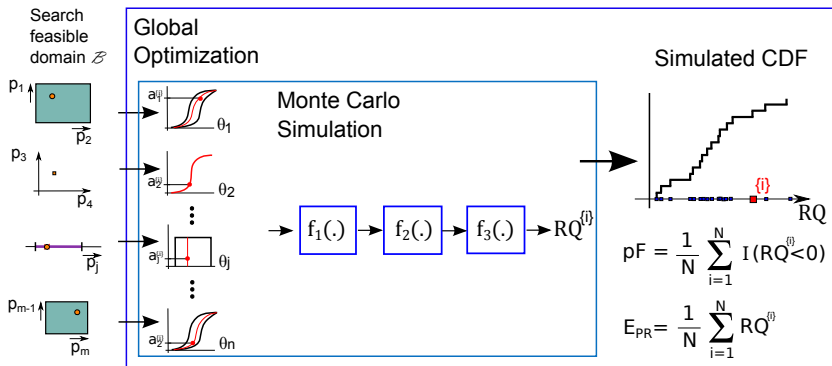 Search
feasible
domain ℬ
p₁
p₂
p₃
p₄
pⱼ
pₘ₋₁
pₘ
Global
Optimization
a₁^{i}
θ₁
a₂^{i}
θ₂
aⱼ^{i}
θj
a₂^{i}
θn
Monte Carlo
Simulation
f₁(.)
f₂(.)
f₃(.)
RQ^{i}
Simulated CDF
{i}
RQ
pF = 1/N ∑_{i=1}^{N} I(RQ^{i}<0)
E_PR= 1/N ∑_{i=1}^{N} RQ^{i}